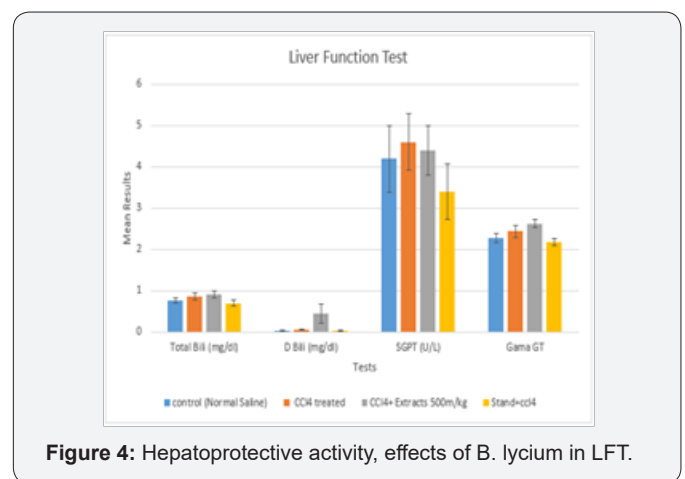 Liver Function Test
6
5
4
3
2
1
0
Mean Results
Total Bili (mg/dl) D Bili (mg/dl) SGPT (U/L) Gama GT
Tests
control (Normal Saline) CCl4 treated CCl4+ Extracts 500m/kg Stand+ccl4
Figure 4: Hepatoprotective activity, effects of B. lycium in LFT.